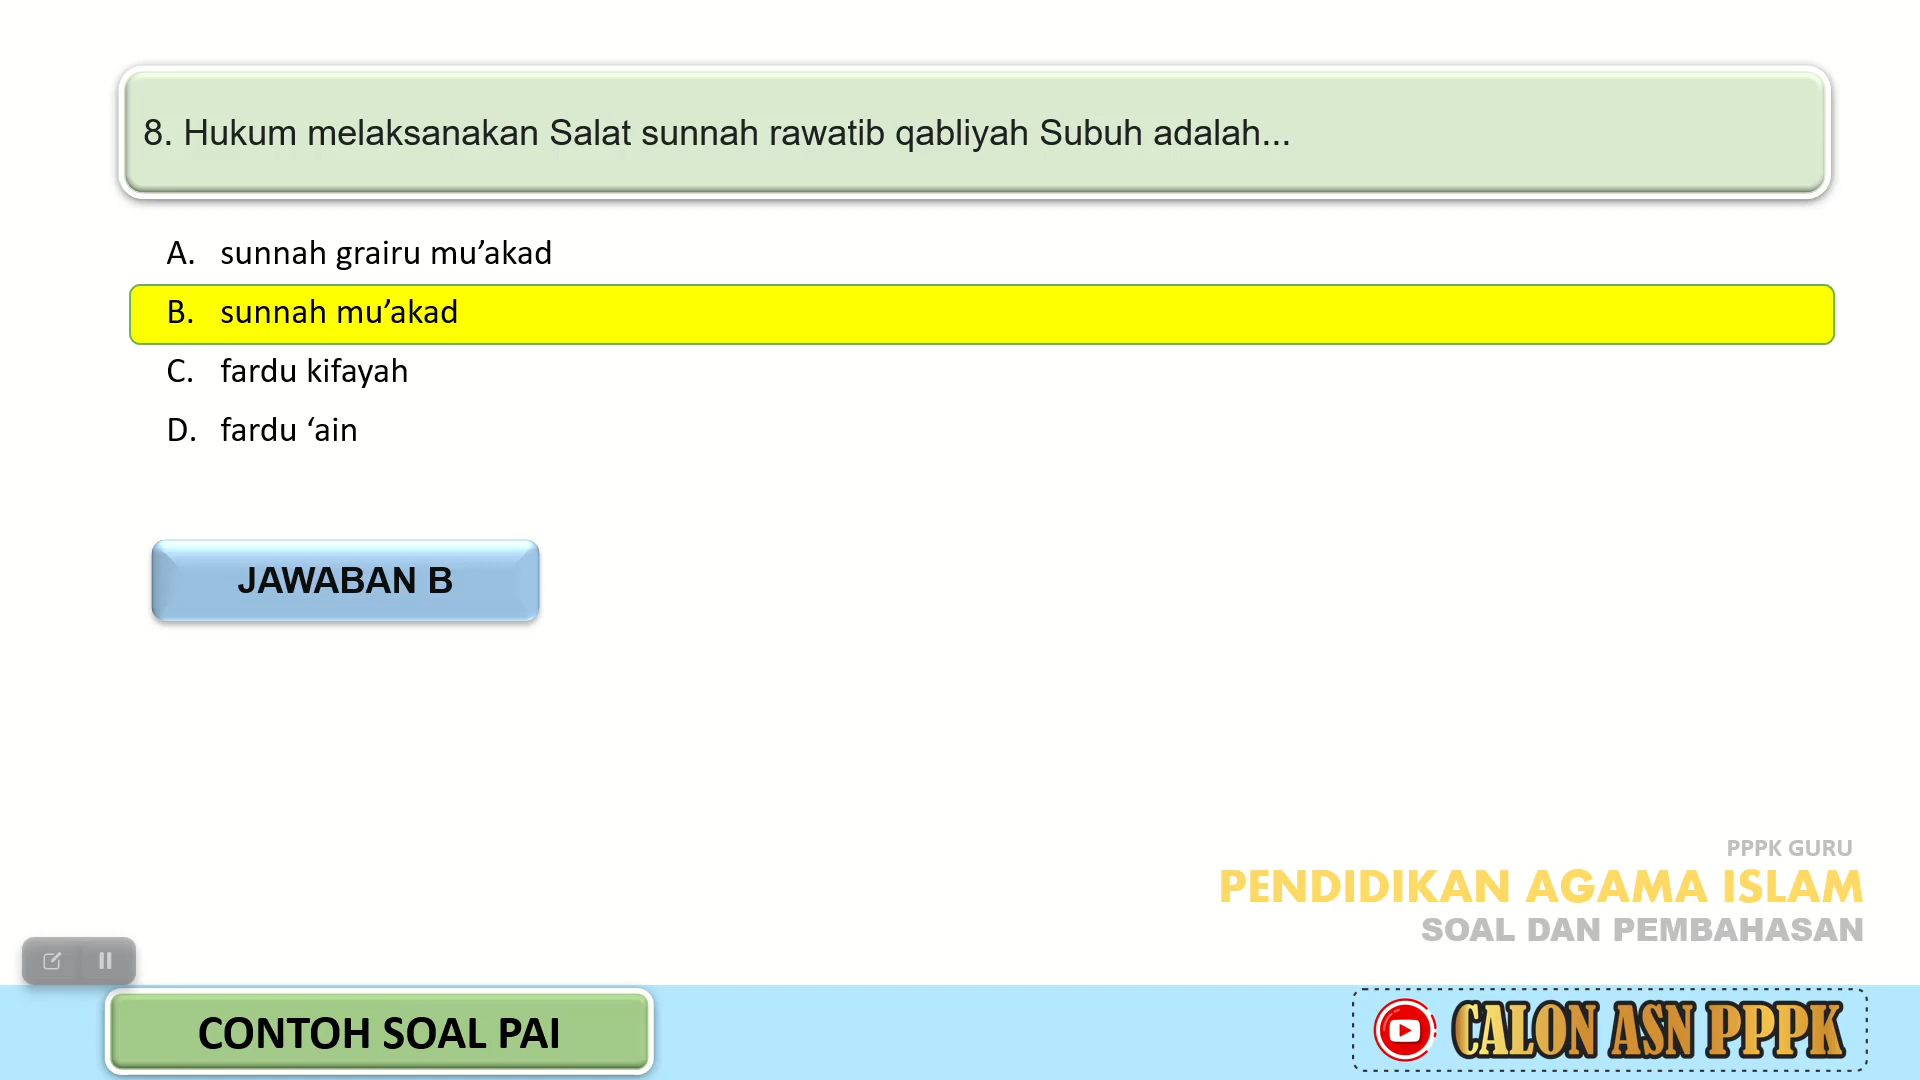 8. Hukum melaksanakan Salat sunnah rawatib qabliyah Subuh adalah...
A. sunnah grairu mu’akad
B. sunnah mu’akad
C. fardu kifayah
D. fardu ‘ain
JAWABAN B
PPPK GURU
PENDIDIKAN AGAMA ISLAM
SOAL DAN PEMBAHASAN
CONTOH SOAL PAI
CALON ASN PPPK